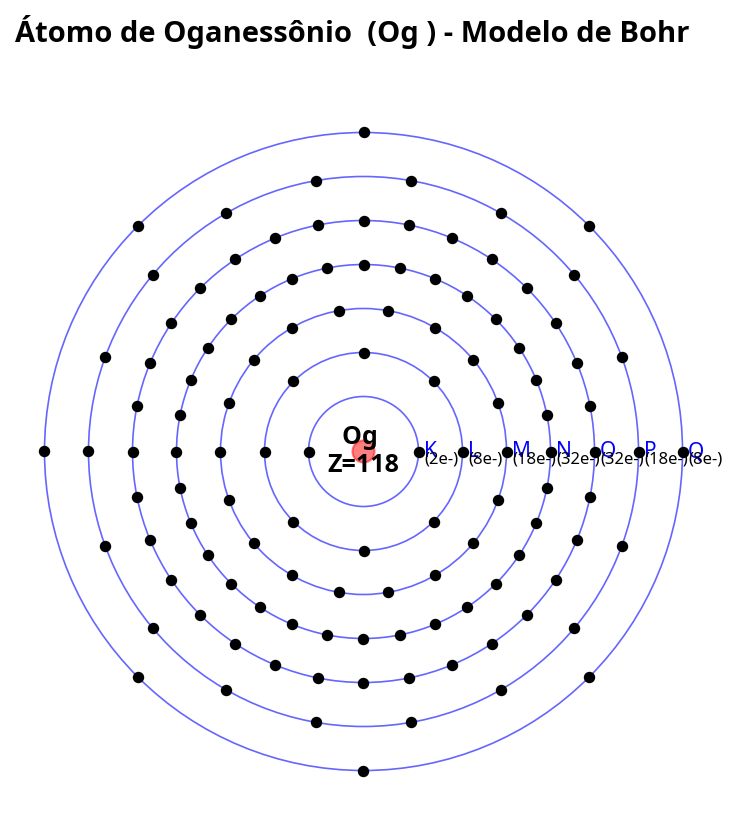 Átomo de Oganessônio (Og ) - Modelo de Bohr
Og
Z=118
K L M N O P Q
(2e-) (8e-) (18e-) (32e-) (32e-) (18e-) (8e-)